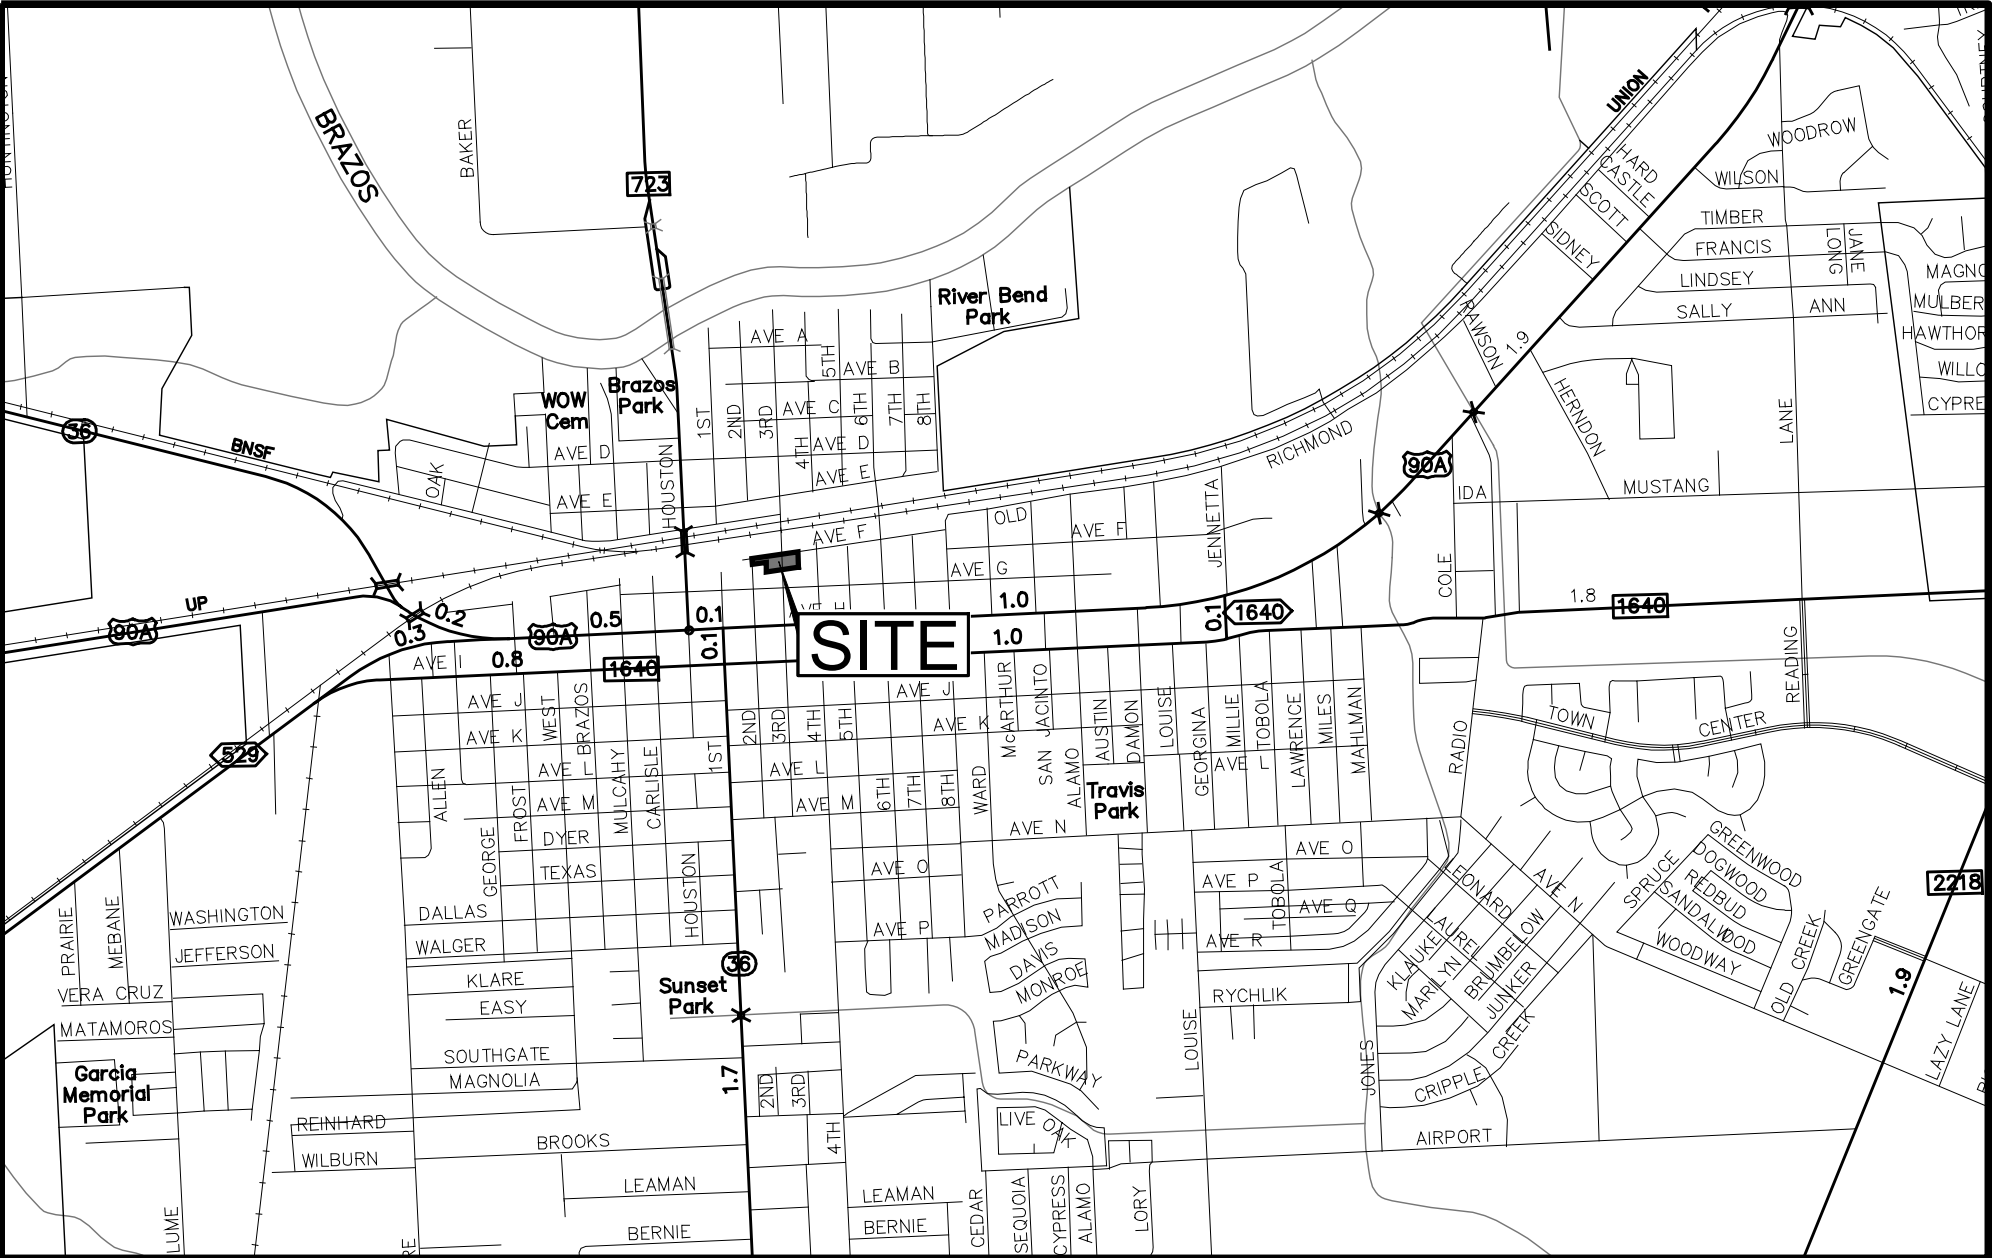 HUNTINGTON
BAKER
BRAZOS
723
UNION
COURTNEY
WOODROW
WILSON
HARD
CASTLE
SCOTT
SIDNEY
TIMBER
FRANCIS
LONG
JANE
LINDSEY
SALLY ANN
MAGNO
MULBER
HAWTHOR
WILLO
CYPRE
RAWSON
1.9
HERNDON
LANE
River Bend
Park
AVE A
5TH
AVE B
Brazos
Park
WOW
Cem
1ST
2ND
3RD
AVE C
6TH
7TH
8TH
36
BNSF
OAK
AVE D
HOUSTON
4TH
AVE D
AVE E
AVE E
RICHMOND
90A
IDA
MUSTANG
JENNETTA
OLD
AVE F
AVE F
AVE G
COLE
UP
90A
0.2
0.3
90A
0.5
0.1
0.1
AVE H
SITE
1.0
1.0
0.1
1640
1.8
1640
READING
AVE I
0.8
1640
AVE J
WEST
BRAZOS
AVE K
AVE J
AVE K
2ND
3RD
4TH
5TH
McARTHUR
SAN JACINTO
AUSTIN
DAMON
LOUISE
GEORGINA
MILLIE
TOBOLA
LAWRENCE
MILES
MAHLMAN
RADIO
TOWN
CENTER
529
ALLEN
AVE L
AVE M
MULCAHY
CARLISLE
1ST
AVE L
AVE M
6TH
7TH
8TH
WARD
ALAMO
AVE L
Travis
Park
FROST
DYER
GEORGE
TEXAS
HOUSTON
AVE N
AVE O
AVE O
AVE P
TOBOLA
AVE Q
AVE R
LEONARD
AVE N
SPRUCE
GREENWOOD
DOGWOOD
REDBUD
SANDALWOOD
WOODWAY
2218
PRAIRIE
MEBANE
WASHINGTON
JEFFERSON
DALLAS
WALGER
AVE P
PARROTT
MADISON
DAVIS
MONROE
LAUREL
KLAUKE
MARILYN
BRUMBELOW
JUNKER
OLD CREEK
GREENGATE
1.9
LAZY LANE
36
KLARE
EASY
Sunset
Park
RYCHLIK
VERA CRUZ
MATAMOROS
SOUTHGATE
MAGNOLIA
1.7
PARKWAY
LOUISE
JONES
CRIPPLE
CREEK
Garcia
Memorial
Park
2ND
3RD
REINHARD
WILBURN
BROOKS
4TH
LIVE
OAK
AIRPORT
LEAMAN
LEAMAN
BERNIE
BERNIE
LUME
RE
CEDAR
SEQUOIA
CYPRESS
ALAMO
LORY